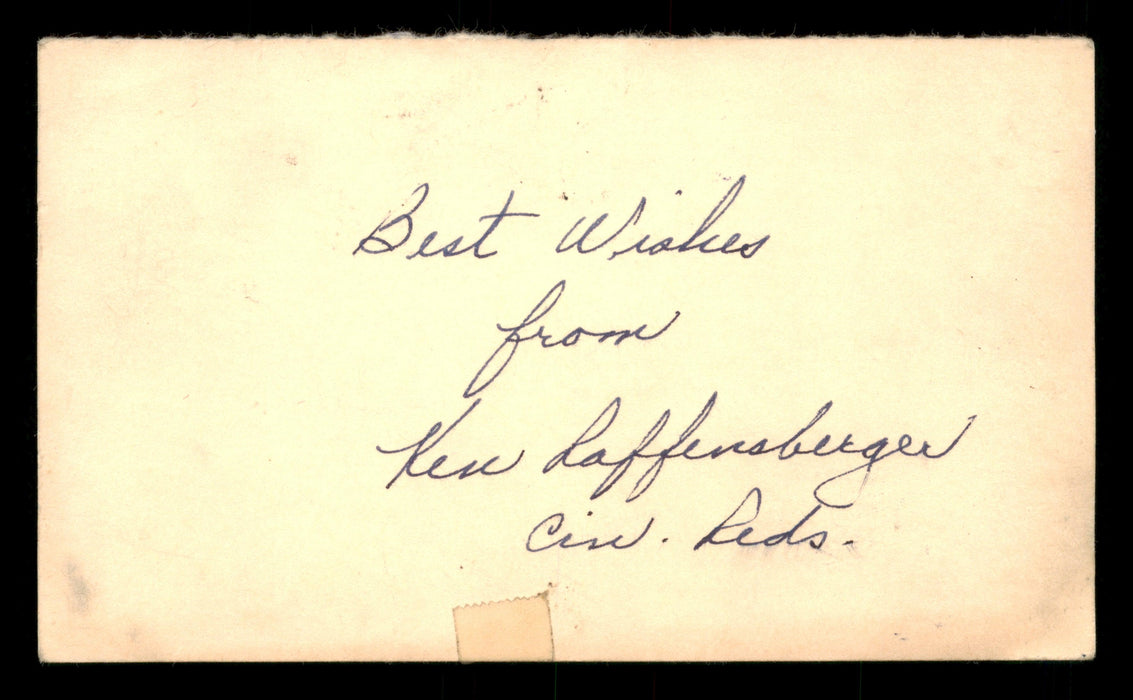 Best Wishes
from
Ken Raffensberger
Cin. Reds.